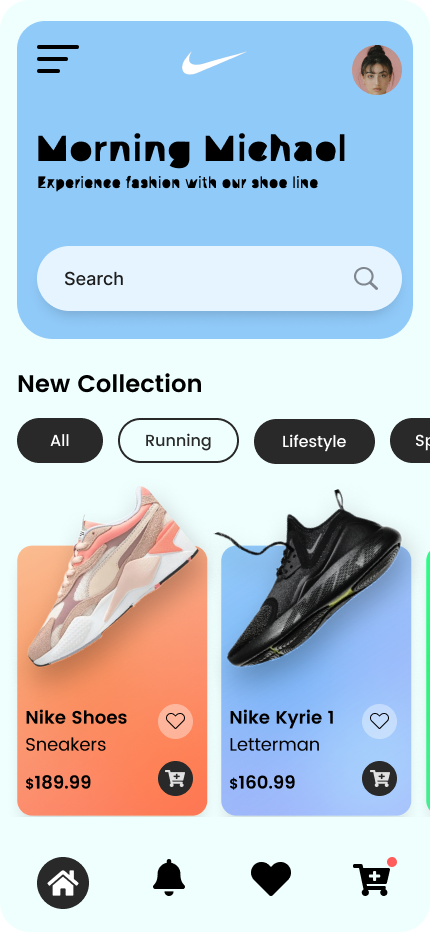 Morning Michael
Experience fashion with our shoe line
Search
New Collection
All Running Lifestyle Sp
Nike Shoes
Sneakers
$189.99
Nike Kyrie 1
Letterman
$160.99